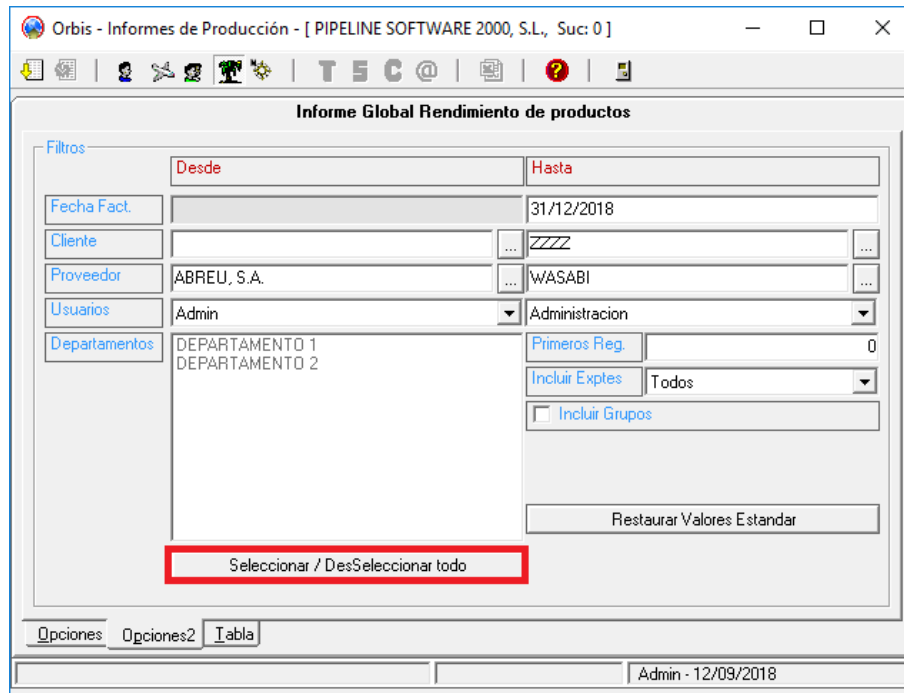 Orbis - Informes de Producción - [ PIPELINE SOFTWARE 2000, S.L., Suc: 0 ]
T S C @ ?
Informe Global Rendimiento de productos
Filtros
Desde Hasta
Fecha Fact. 31/12/2018
Cliente ... ZZZZ ...
Proveedor ABREU, S.A. ... WASABI ...
Usuarios Admin Administracion
Departamentos DEPARTAMENTO 1 Primeros Reg. 0
DEPARTAMENTO 2
Incluir Exptes Todos
Incluir Grupos
Restaurar Valores Estandar
Seleccionar / DesSeleccionar todo
Opciones Opciones2 Tabla
Admin - 12/09/2018